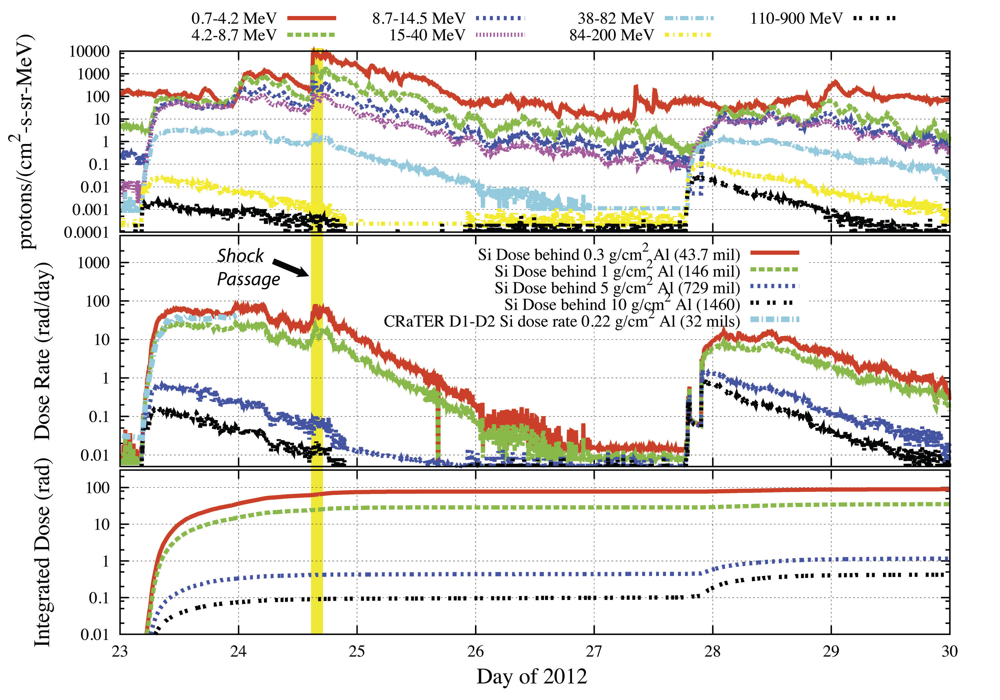 0.7-4.2 MeV 8.7-14.5 MeV 38-82 MeV 110-900 MeV
4.2-8.7 MeV 15-40 MeV 84-200 MeV
protons/(cm²-s-sr-MeV)
10000
1000
100
10
1
0.1
0.01
0.001
0.0001
Dose Rate (rad/day)
1000
100
10
1
0.1
0.01
Shock
Passage
Si Dose behind 0.3 g/cm² Al (43.7 mil)
Si Dose behind 1 g/cm² Al (146 mil)
Si Dose behind 5 g/cm² Al (729 mil)
Si Dose behind 10 g/cm² Al (1460)
CRaTER D1-D2 Si dose rate 0.22 g/cm² Al (32 mils)
Integrated Dose (rad)
100
10
1
0.1
0.01
23 24 25 26 27 28 29 30
Day of 2012